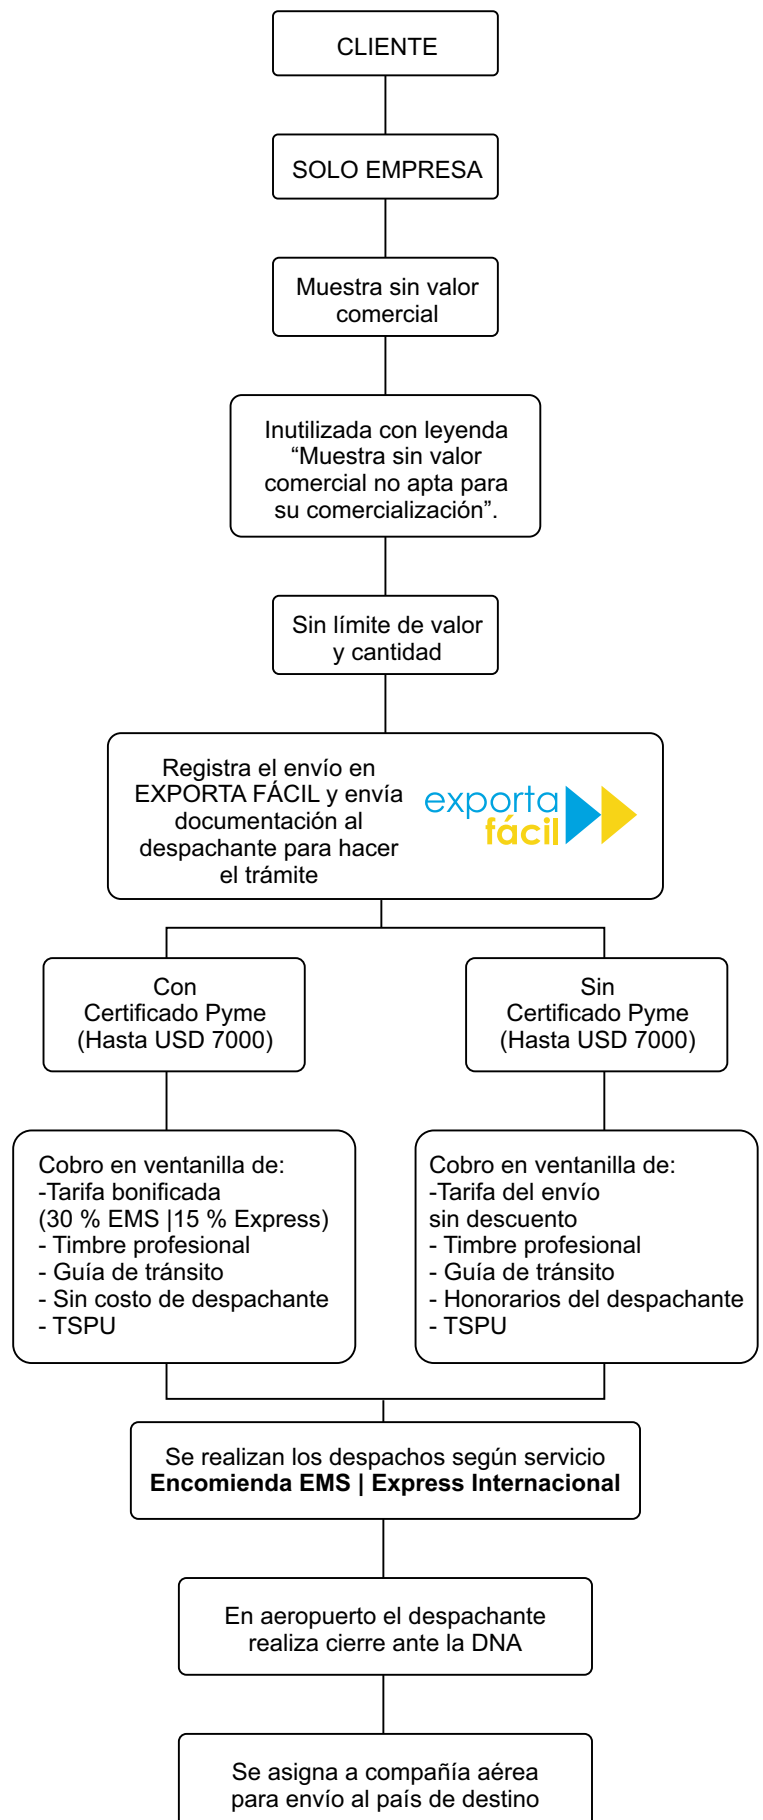 CLIENTE
SOLO EMPRESA
Muestra sin valor
comercial
Inutilizada con leyenda
“Muestra sin valor
comercial no apta para
su comercialización”.
Sin límite de valor
y cantidad
Registra el envío en
EXPORTA FÁCIL y envía
documentación al
despachante para hacer
el trámite
exporta
fácil
Con
Certificado Pyme
(Hasta USD 7000)
Sin
Certificado Pyme
(Hasta USD 7000)
Cobro en ventanilla de:
-Tarifa bonificada
(30 % EMS |15 % Express)
- Timbre profesional
- Guía de tránsito
- Sin costo de despachante
- TSPU
Cobro en ventanilla de:
-Tarifa del envío
sin descuento
- Timbre profesional
- Guía de tránsito
- Honorarios del despachante
- TSPU
Se realizan los despachos según servicio
Encomienda EMS | Express Internacional
En aeropuerto el despachante
realiza cierre ante la DNA
Se asigna a compañía aérea
para envío al país de destino